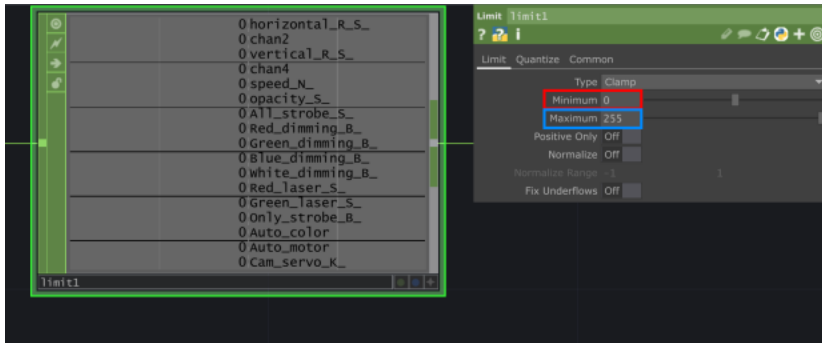 0 horizontal_R_S_
0 chan2
0 vertical_R_S_
0 chan4
0 speed_N_
0 opacity_S_
0 All_strobe_S_
0 Red_dimming_B_
0 Green_dimming_B_
0 Blue_dimming_B_
0 White_dimming_B_
0 Red_laser_S_
0 Green_laser_S_
0 Only_strobe_B_
0 Auto_color
0 Auto_motor
0 Cam_servo_K_
limit1
Limit limit1
? i
Limit Quantize Common
Type Clamp
Minimum 0
Maximum 255
Positive Only Off
Normalize Off
Normalize Range -1 1
Fix Underflows Off